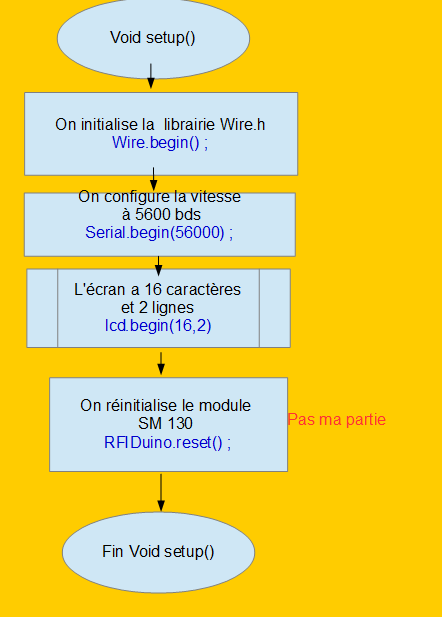 Void setup()
On initialise la librairie Wire.h
Wire.begin() ;
On configure la vitesse
à 5600 bds
Serial.begin(56000) ;
L'écran a 16 caractères
et 2 lignes
lcd.begin(16,2)
On réinitialise le module
SM 130
RFIDuino.reset() ;
Pas ma partie
Fin Void setup()